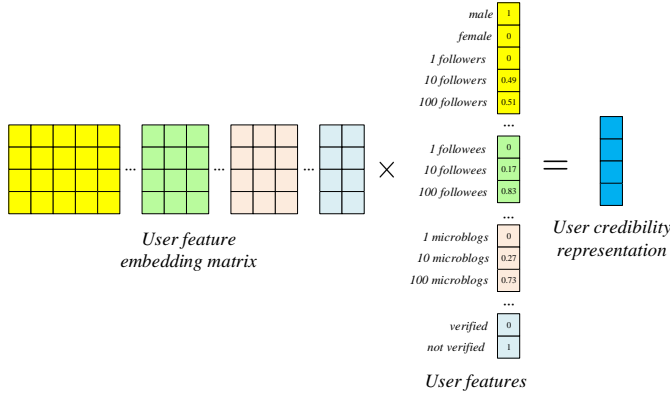 male 1
female 0
1 followers 0
10 followers 0.49
100 followers 0.51
...
1 followees 0
10 followees 0.17
100 followees 0.83
...
1 microblogs 0
10 microblogs 0.27
100 microblogs 0.73
...
verified 0
not verified 1
User features
... ... ...
×
=
User feature
embedding matrix
User credibility
representation